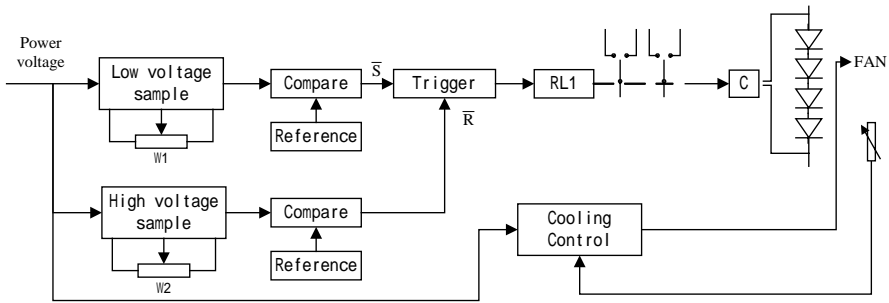 Power
voltage
Low voltage
sample
W1
Compare
Reference
S̅
Trigger
R̅
RL1
C
FAN
High voltage
sample
W2
Compare
Reference
Cooling
Control